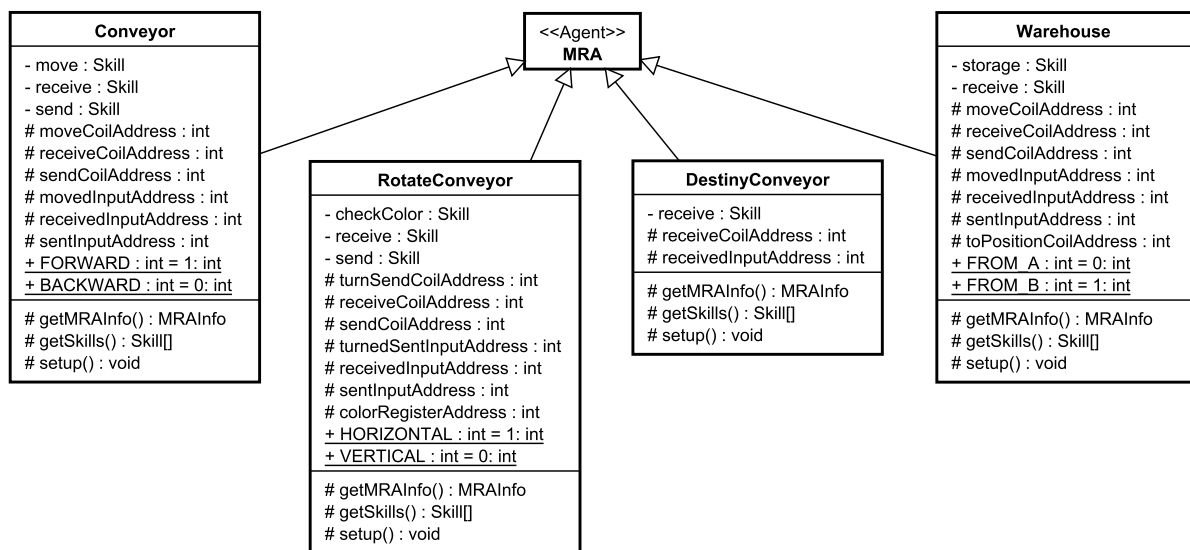 Conveyor
- move : Skill
- receive : Skill
- send : Skill
# moveCoilAddress : int
# receiveCoilAddress : int
# sendCoilAddress : int
# movedInputAddress : int
# receivedInputAddress : int
# sentInputAddress : int
+ FORWARD : int = 1: int
+ BACKWARD : int = 0: int
# getMRAInfo() : MRAInfo
# getSkills() : Skill[]
# setup() : void
<<Agent>>
MRA
RotateConveyor
- checkColor : Skill
- receive : Skill
- send : Skill
# turnSendCoilAddress : int
# receiveCoilAddress : int
# sendCoilAddress : int
# turnedSentInputAddress : int
# receivedInputAddress : int
# sentInputAddress : int
# colorRegisterAddress : int
+ HORIZONTAL : int = 1: int
+ VERTICAL : int = 0: int
# getMRAInfo() : MRAInfo
# getSkills() : Skill[]
# setup() : void
DestinyConveyor
- receive : Skill
# receiveCoilAddress : int
# receivedInputAddress : int
# getMRAInfo() : MRAInfo
# getSkills() : Skill[]
# setup() : void
Warehouse
- storage : Skill
- receive : Skill
# moveCoilAddress : int
# receiveCoilAddress : int
# sendCoilAddress : int
# movedInputAddress : int
# receivedInputAddress : int
# sentInputAddress : int
# toPositionCoilAddress : int
+ FROM_A : int = 0: int
+ FROM_B : int = 1: int
# getMRAInfo() : MRAInfo
# getSkills() : Skill[]
# setup() : void